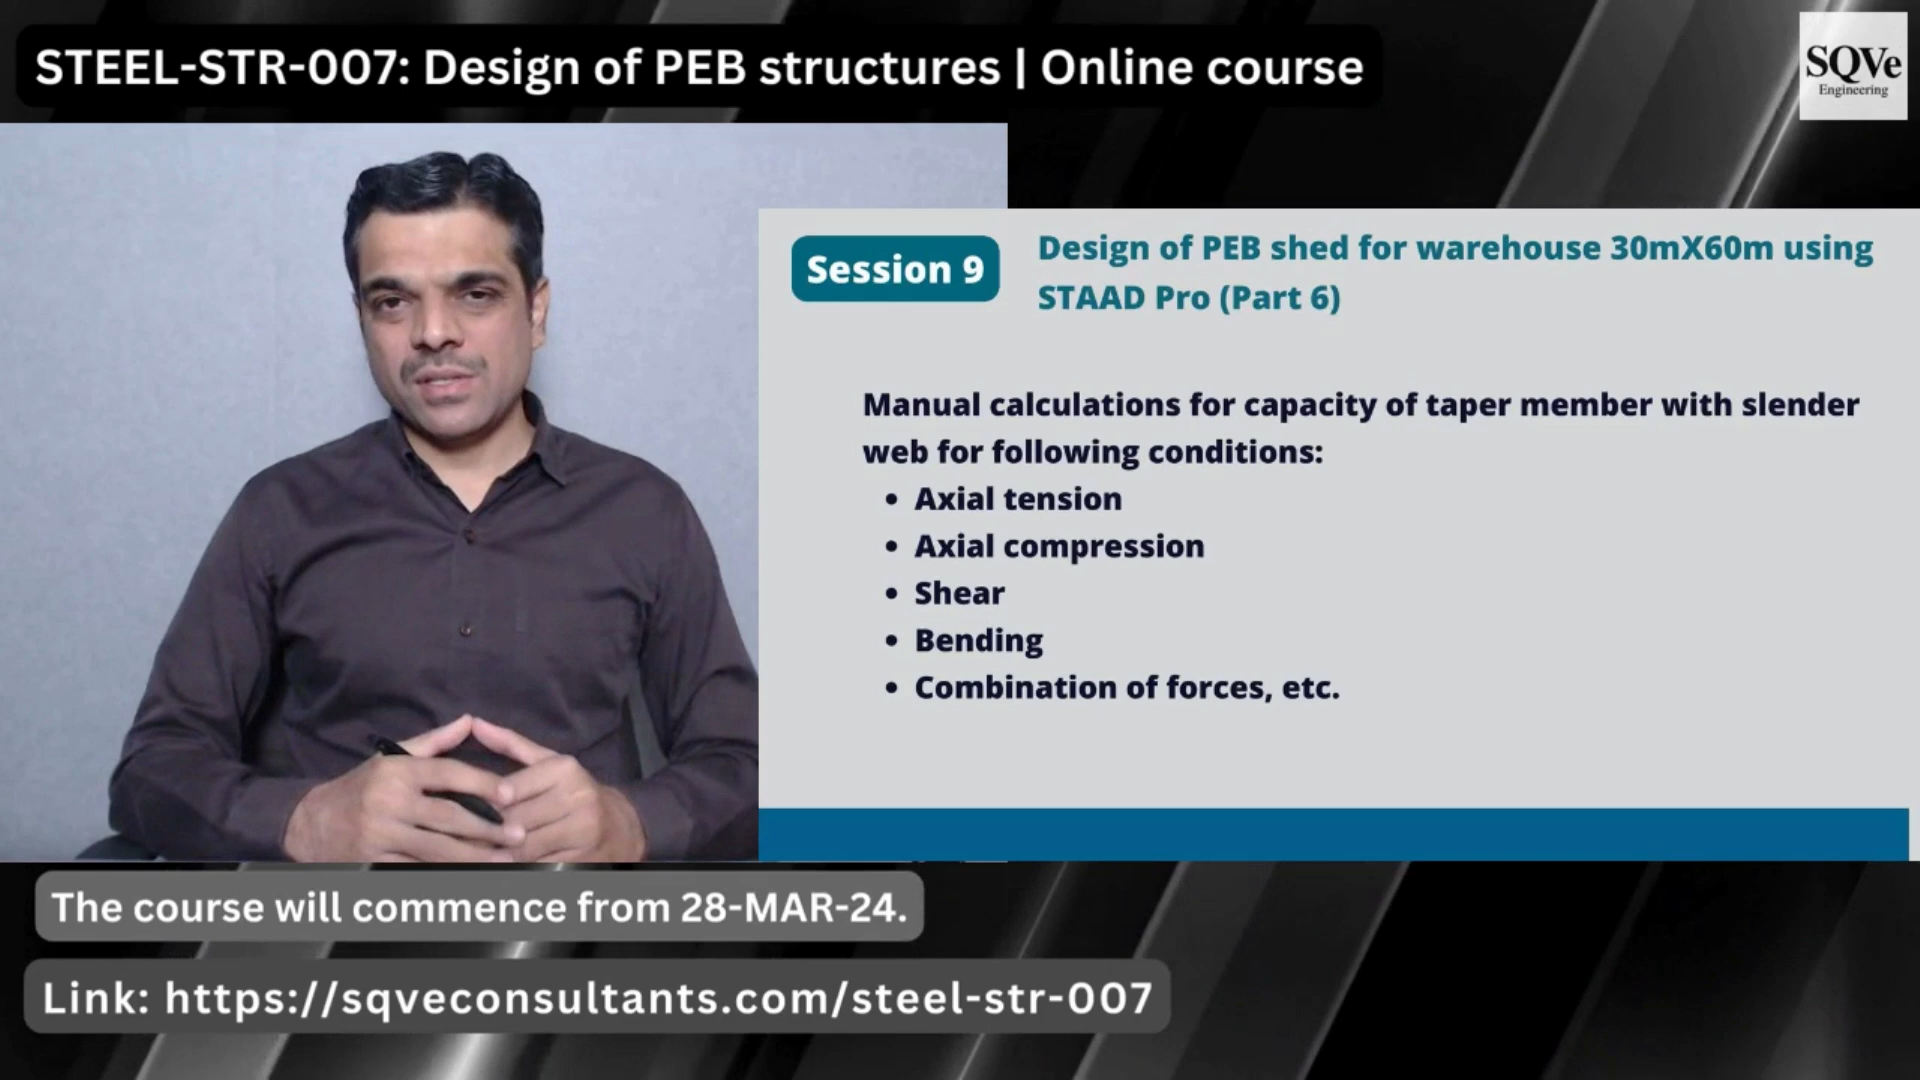 STEEL-STR-007: Design of PEB structures | Online course
SQVe
Engineering
Session 9
Design of PEB shed for warehouse 30mX60m using
STAAD Pro (Part 6)
Manual calculations for capacity of taper member with slender
web for following conditions:
• Axial tension
• Axial compression
• Shear
• Bending
• Combination of forces, etc.
The course will commence from 28-MAR-24.
Link: https://sqveconsultants.com/steel-str-007